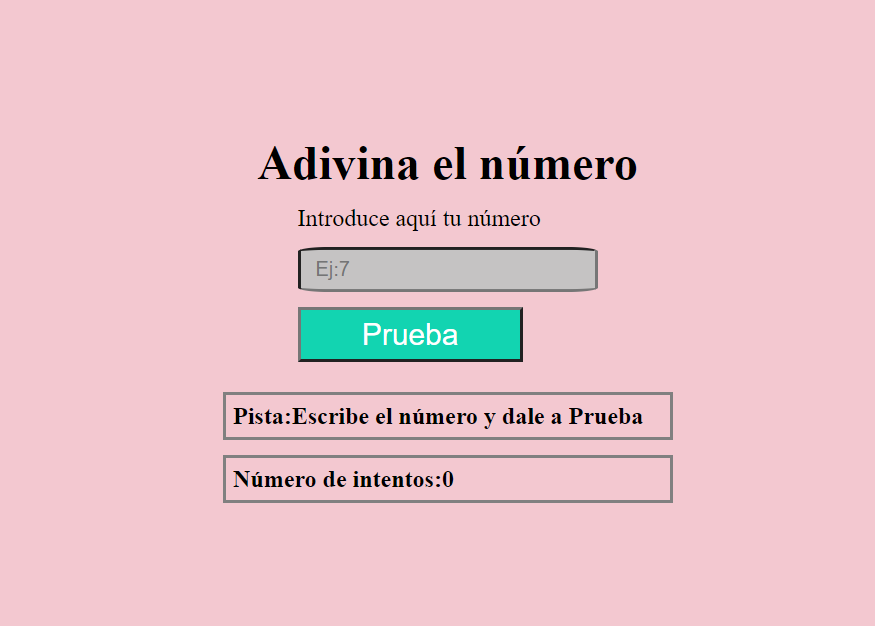 Adivina el número
Introduce aquí tu número
Ej:7
Prueba
Pista:Escribe el número y dale a Prueba
Número de intentos:0